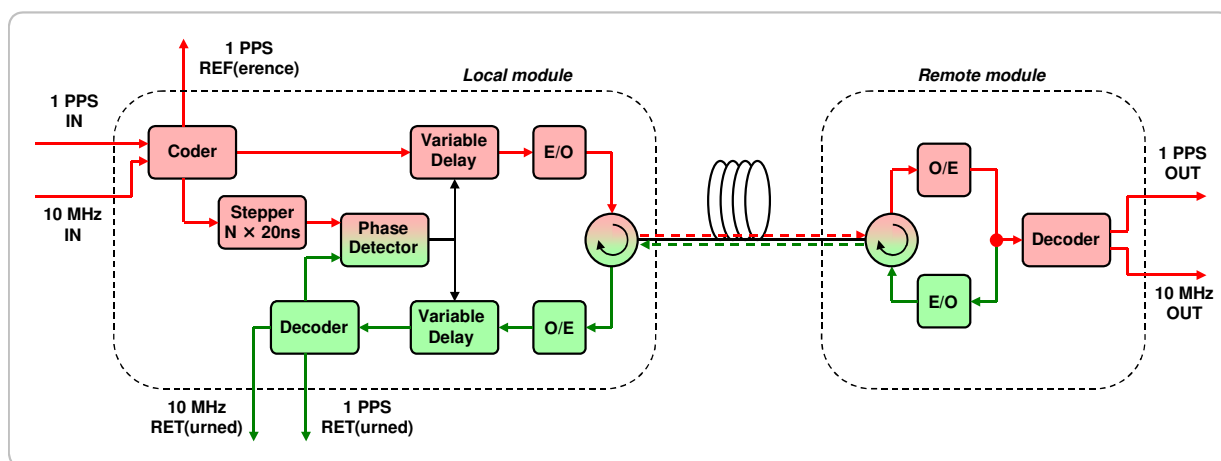 1 PPS
REF(erence)
Local module
Remote module
1 PPS
IN
10 MHz
IN
Coder
Variable
Delay
E/O
Stepper
N × 20ns
Phase
Detector
Decoder
Variable
Delay
O/E
10 MHz
RET(urned)
1 PPS
RET(urned)
O/E
E/O
Decoder
1 PPS
OUT
10 MHz
OUT